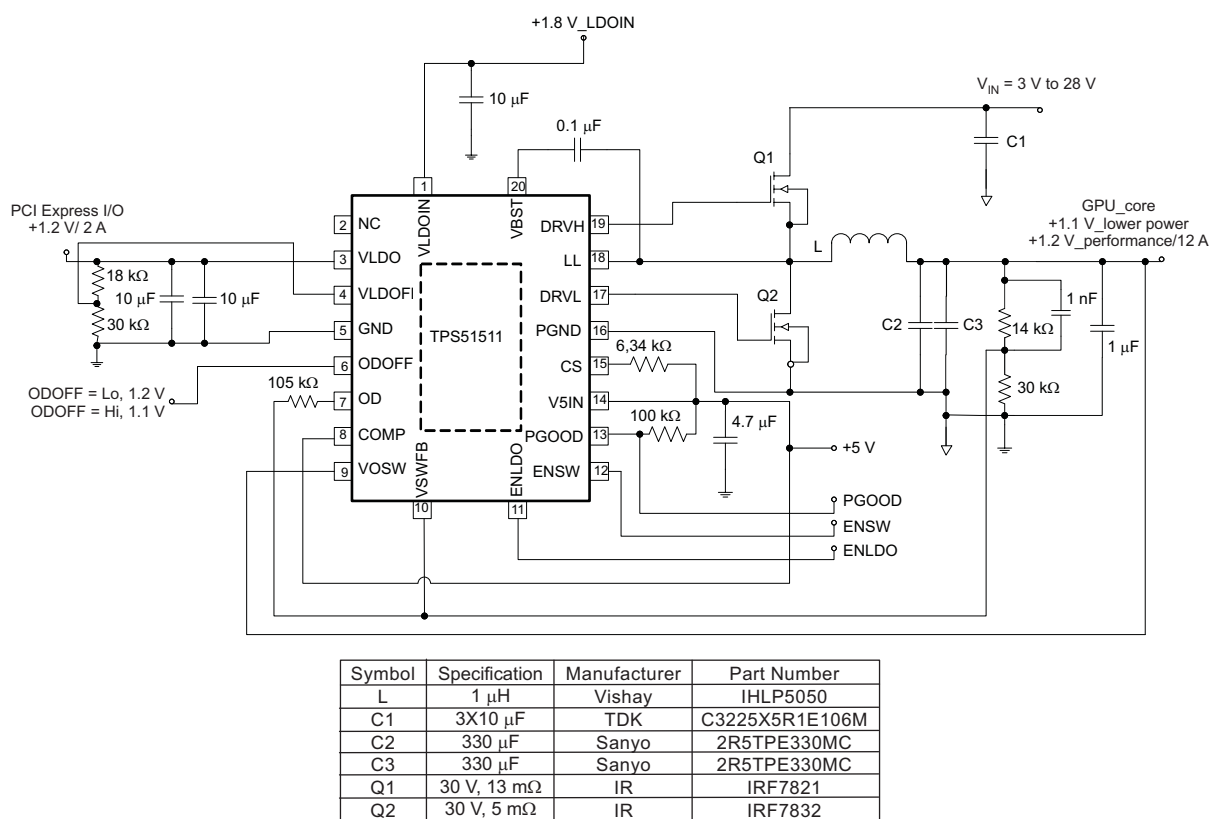 +1.8 V_LDOIN
10 μF
V_IN = 3 V to 28 V
0.1 μF
C1
Q1
1
20
VLDOIN
VBST
PCI Express I/O
+1.2 V/ 2 A
GPU_core
+1.1 V_lower power
+1.2 V_performance/12 A
2 NC
DRVH 19
L
3 VLDO
LL 18
18 kΩ
10 μF
10 μF
4 VLDOFI
DRVL 17
Q2
1 nF
30 kΩ
5 GND
TPS51511
PGND 16
C2
C3
14 kΩ
1 μF
6,34 kΩ
6 ODOFF
CS 15
30 kΩ
ODOFF = Lo, 1.2 V
ODOFF = Hi, 1.1 V
105 kΩ
7 OD
V5IN 14
100 kΩ
4.7 μF
8 COMP
PGOOD 13
+5 V
9 VOSW
ENSW 12
VSWFB
ENLDO
10
11
PGOOD
ENSW
ENLDO
Symbol Specification Manufacturer Part Number
L 1 μH Vishay IHLP5050
C1 3X10 μF TDK C3225X5R1E106M
C2 330 μF Sanyo 2R5TPE330MC
C3 330 μF Sanyo 2R5TPE330MC
Q1 30 V, 13 mΩ IR IRF7821
Q2 30 V, 5 mΩ IR IRF7832